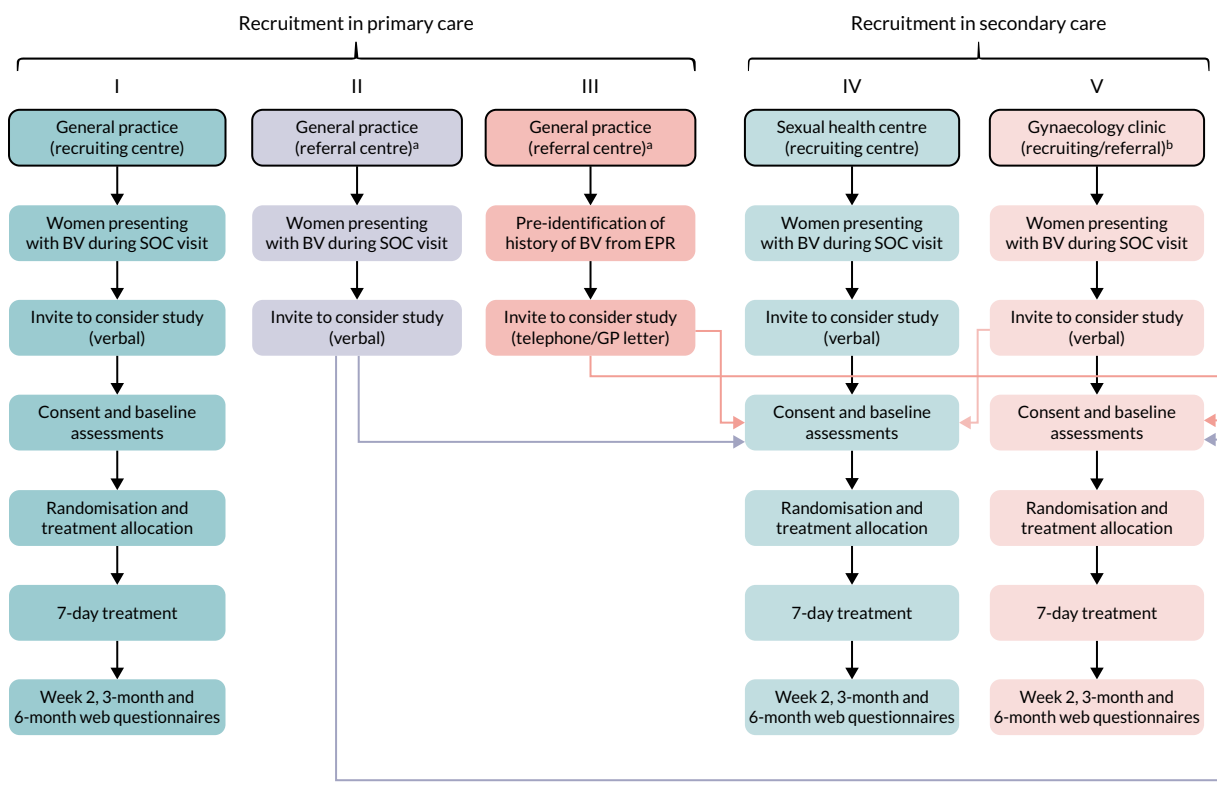 Recruitment in primary care
Recruitment in secondary care
I
General practice
(recruiting centre)
Women presenting
with BV during SOC visit
Invite to consider study
(verbal)
Consent and baseline
assessments
Randomisation and
treatment allocation
7-day treatment
Week 2, 3-month and
6-month web questionnaires
II
General practice
(referral centre)a
Women presenting
with BV during SOC visit
Invite to consider study
(verbal)
III
General practice
(referral centre)a
Pre-identification of
history of BV from EPR
Invite to consider study
(telephone/GP letter)
IV
Sexual health centre
(recruiting centre)
Women presenting
with BV during SOC visit
Invite to consider study
(verbal)
Consent and baseline
assessments
Randomisation and
treatment allocation
7-day treatment
Week 2, 3-month and
6-month web questionnaires
V
Gynaecology clinic
(recruiting/referral)b
Women presenting
with BV during SOC visit
Invite to consider study
(verbal)
Consent and baseline
assessments
Randomisation and
treatment allocation
7-day treatment
Week 2, 3-month and
6-month web questionnaires